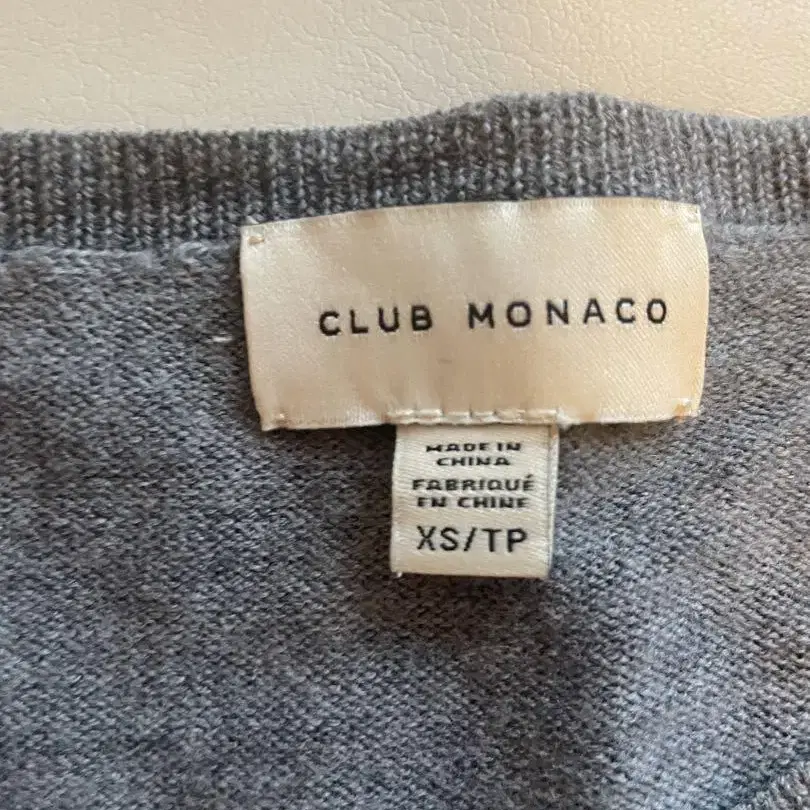 CLUB MONACO
MADE IN
CHINA
FABRIQUÉ
EN CHINE
XS/TP